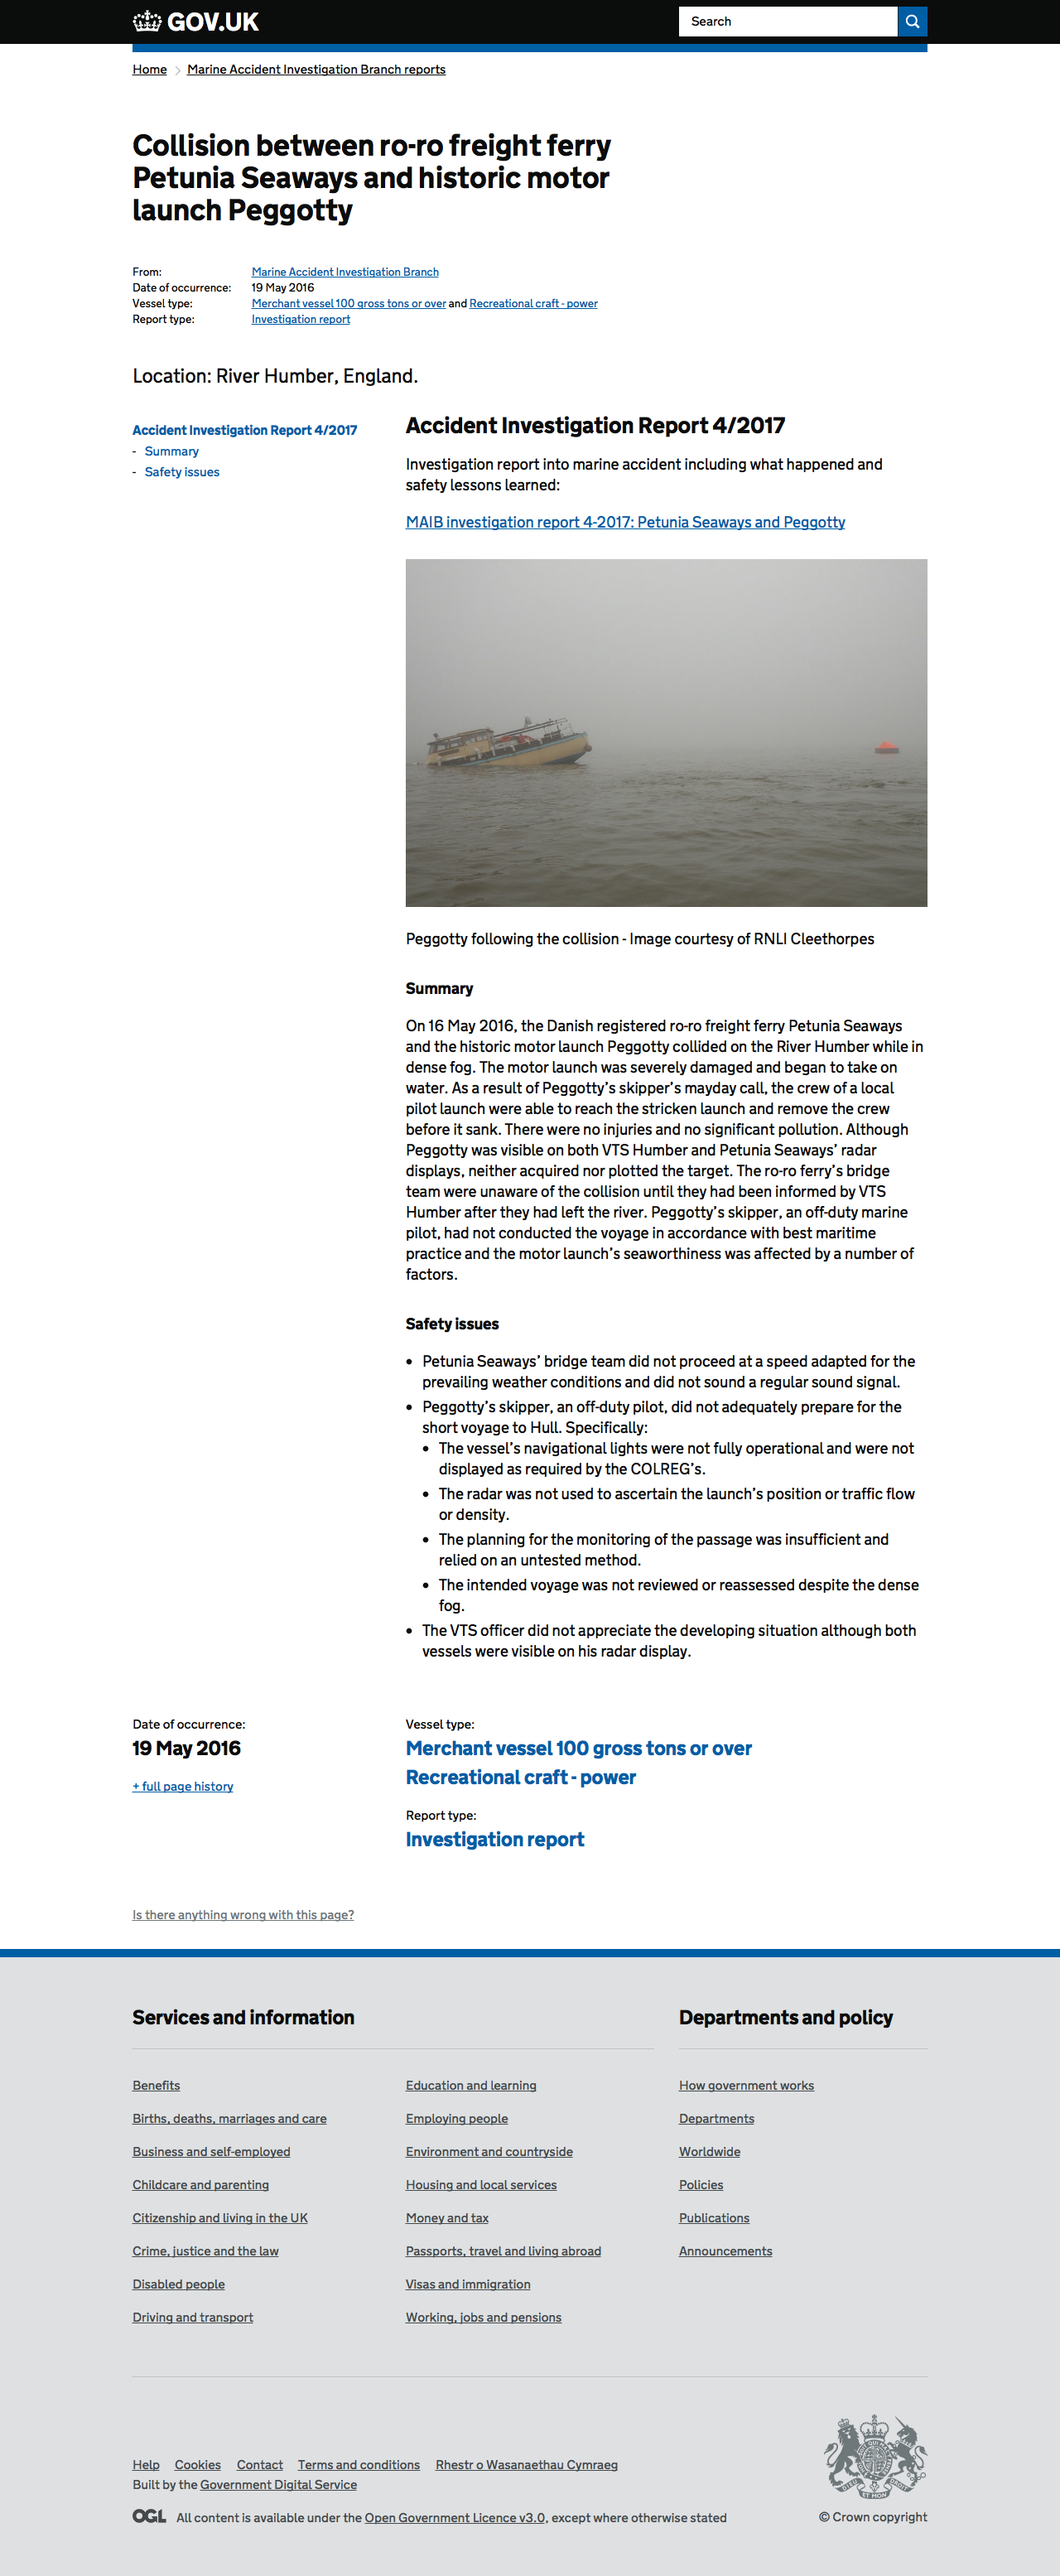 GOV.UK
Search
Home
Marine Accident Investigation Branch reports
Collision between ro-ro freight ferry
Petunia Seaways and historic motor
launch Peggotty
From: Marine Accident Investigation Branch
Date of occurrence: 19 May 2016
Vessel type: Merchant vessel 100 gross tons or over and Recreational craft - power
Report type: Investigation report
Location: River Humber, England.
Accident Investigation Report 4/2017
- Summary
- Safety issues
Accident Investigation Report 4/2017
Investigation report into marine accident including what happened and
safety lessons learned:
MAIB investigation report 4-2017: Petunia Seaways and Peggotty
Peggotty following the collision - Image courtesy of RNLI Cleethorpes
Summary
On 16 May 2016, the Danish registered ro-ro freight ferry Petunia Seaways
and the historic motor launch Peggotty collided on the River Humber while in
dense fog. The motor launch was severely damaged and began to take on
water. As a result of Peggotty’s skipper’s mayday call, the crew of a local
pilot launch were able to reach the stricken launch and remove the crew
before it sank. There were no injuries and no significant pollution. Although
Peggotty was visible on both VTS Humber and Petunia Seaways’ radar
displays, neither acquired nor plotted the target. The ro-ro ferry’s bridge
team were unaware of the collision until they had been informed by VTS
Humber after they had left the river. Peggotty’s skipper, an off-duty marine
pilot, had not conducted the voyage in accordance with best maritime
practice and the motor launch’s seaworthiness was affected by a number of
factors.
Safety issues
• Petunia Seaways’ bridge team did not proceed at a speed adapted for the
prevailing weather conditions and did not sound a regular sound signal.
• Peggotty’s skipper, an off-duty pilot, did not adequately prepare for the
short voyage to Hull. Specifically:
• The vessel’s navigational lights were not fully operational and were not
displayed as required by the COLREG’s.
• The radar was not used to ascertain the launch’s position or traffic flow
or density.
• The planning for the monitoring of the passage was insufficient and
relied on an untested method.
• The intended voyage was not reviewed or reassessed despite the dense
fog.
• The VTS officer did not appreciate the developing situation although both
vessels were visible on his radar display.
Date of occurrence:
19 May 2016
+ full page history
Vessel type:
Merchant vessel 100 gross tons or over
Recreational craft - power
Report type:
Investigation report
Is there anything wrong with this page?
Services and information
Benefits
Births, deaths, marriages and care
Business and self-employed
Childcare and parenting
Citizenship and living in the UK
Crime, justice and the law
Disabled people
Driving and transport
Education and learning
Employing people
Environment and countryside
Housing and local services
Money and tax
Passports, travel and living abroad
Visas and immigration
Working, jobs and pensions
Departments and policy
How government works
Departments
Worldwide
Policies
Publications
Announcements
Help Cookies Contact Terms and conditions Rhestr o Wasanaethau Cymraeg
Built by the Government Digital Service
OGL All content is available under the Open Government Licence v3.0, except where otherwise stated
© Crown copyright